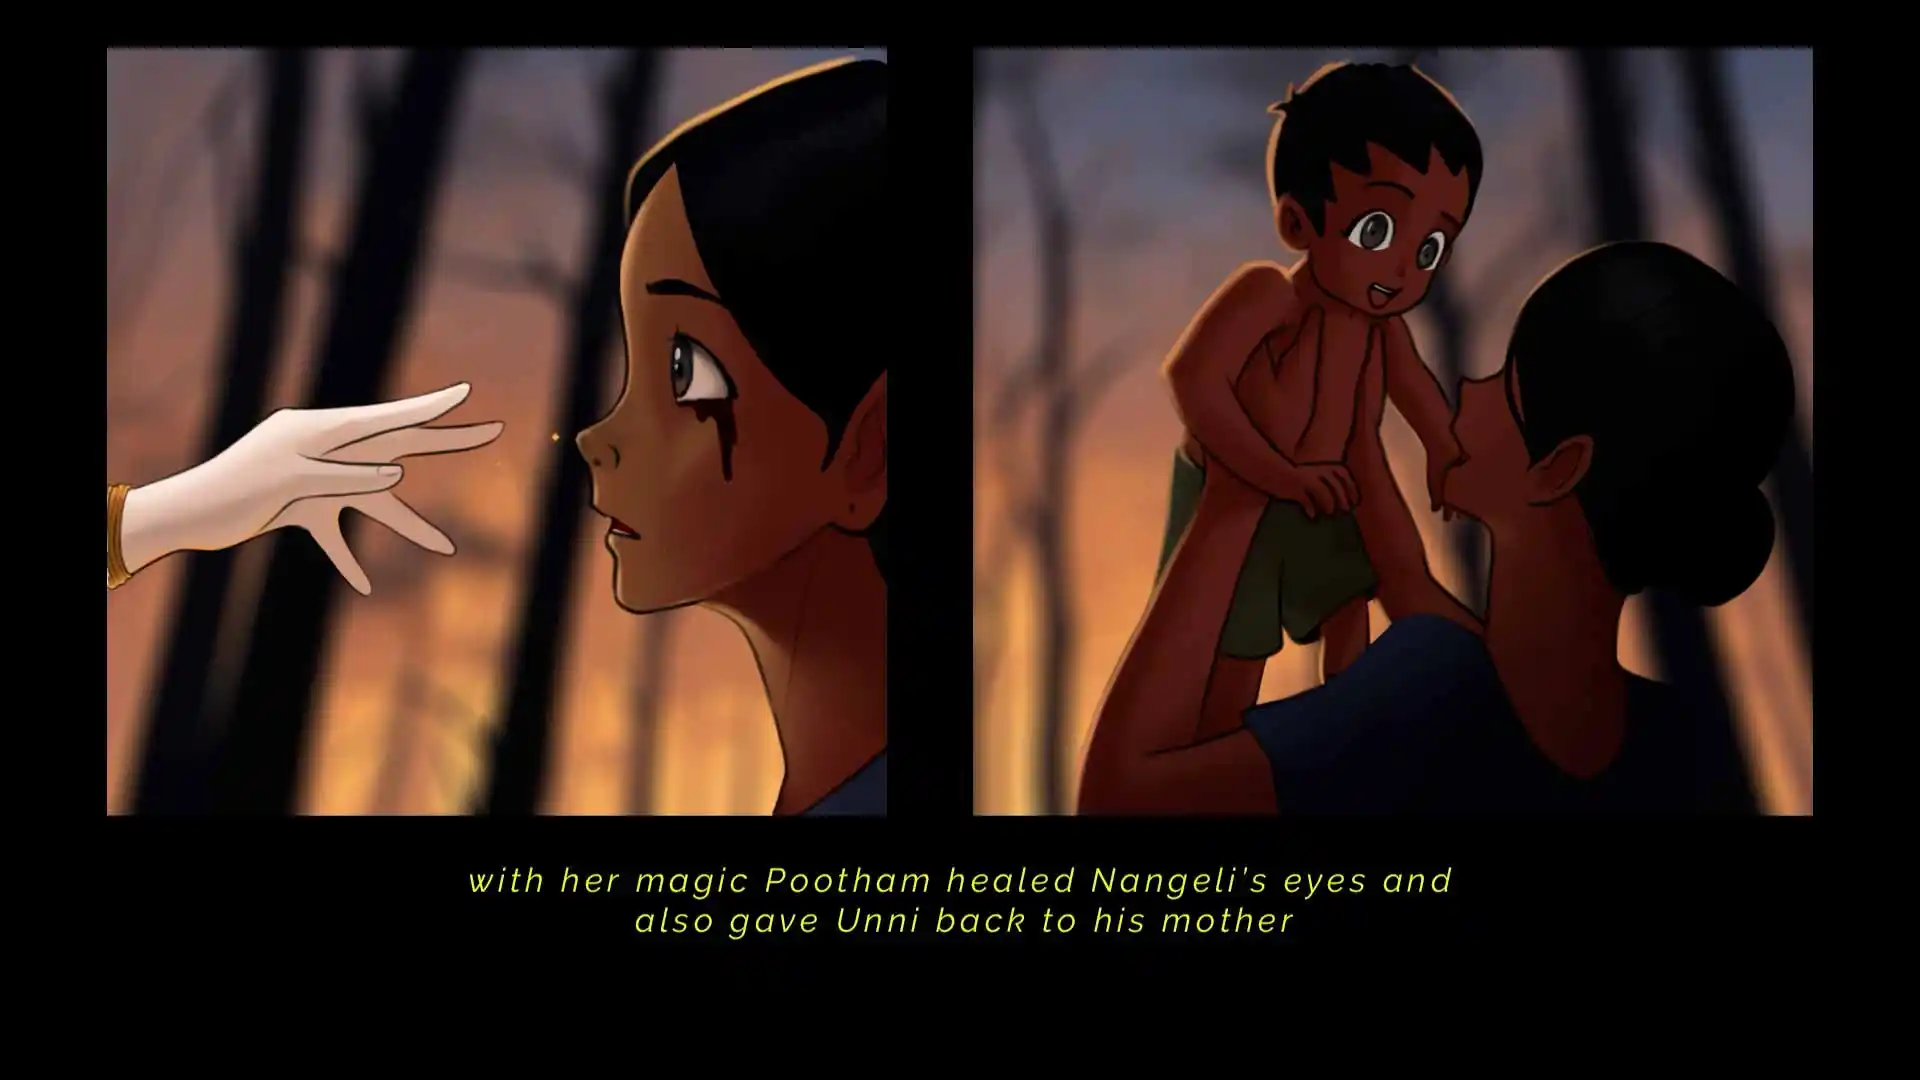 with her magic Pootham healed Nangeli's eyes and
also gave Unni back to his mother